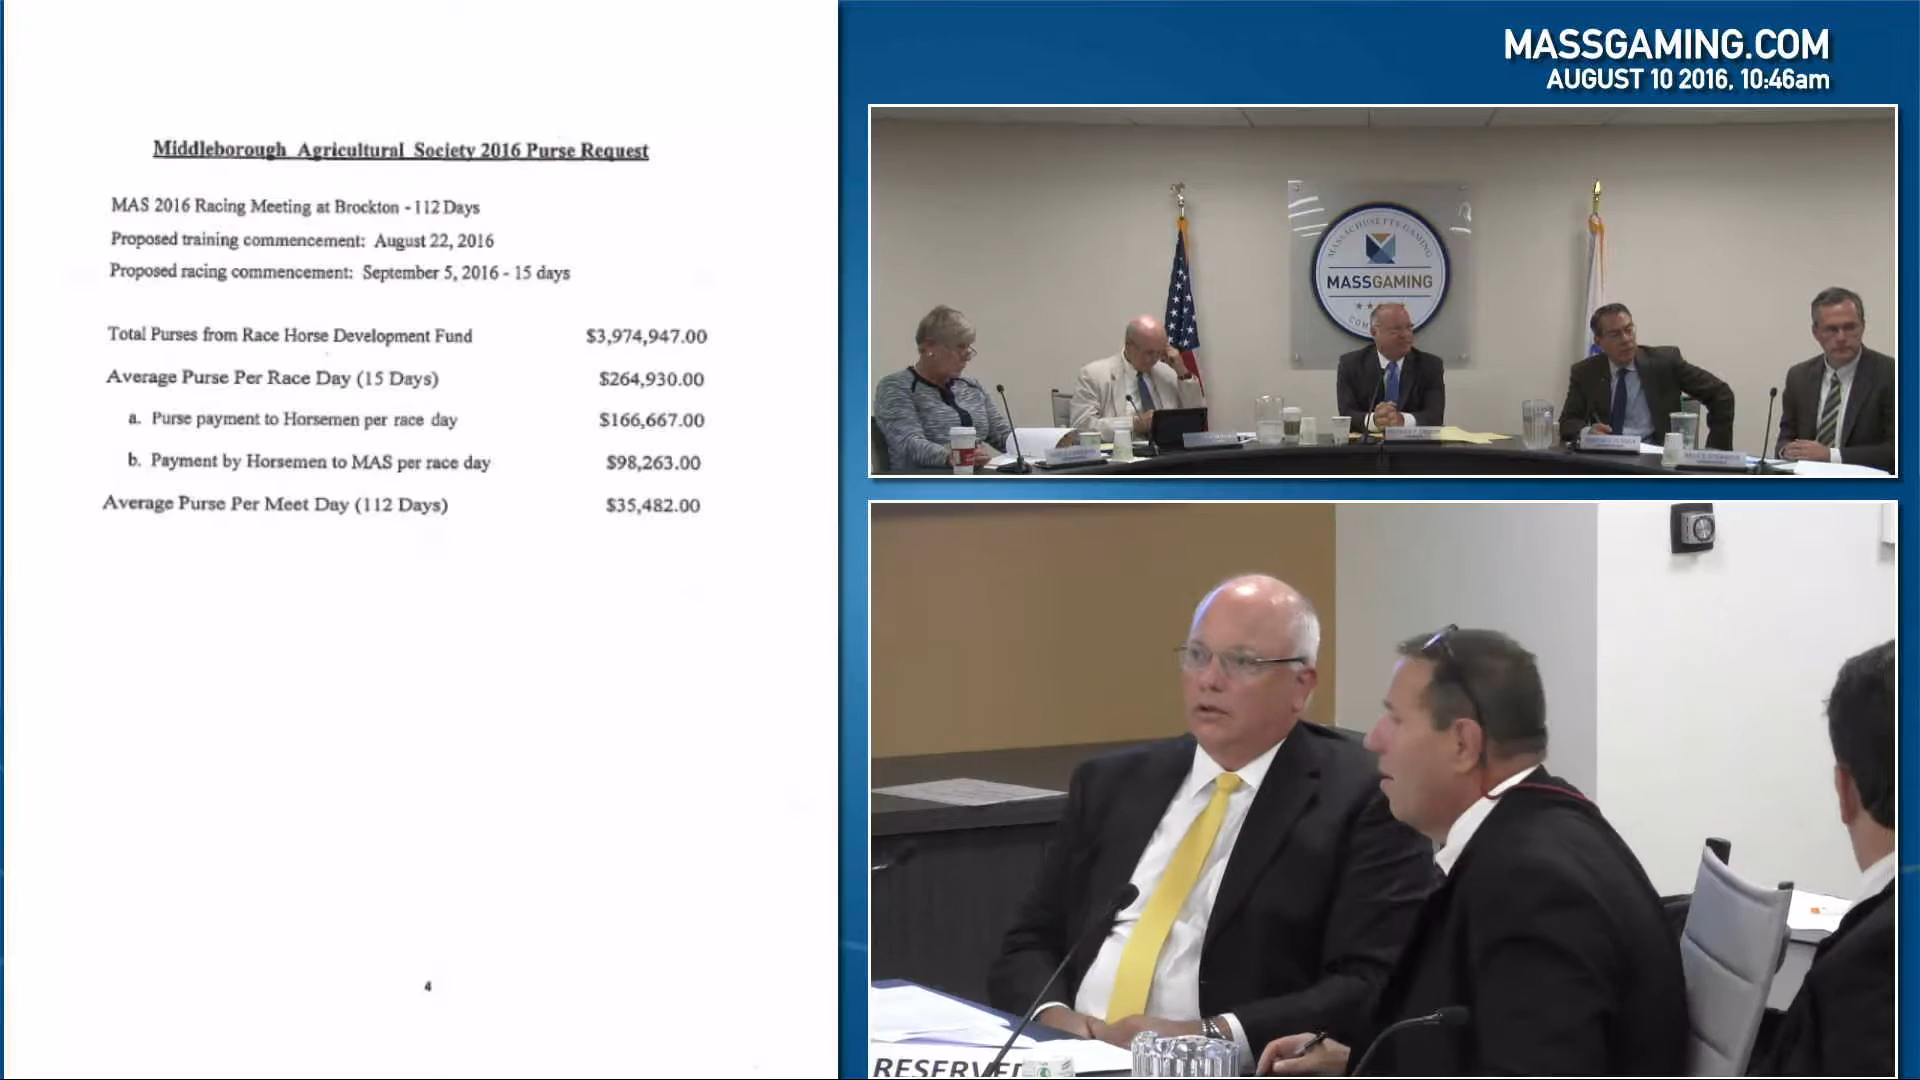 Middleborough Agricultural Society 2016 Purse Request
MAS 2016 Racing Meeting at Brockton - 112 Days
Proposed training commencement: August 22, 2016
Proposed racing commencement: September 5, 2016 - 15 days
Total Purses from Race Horse Development Fund $3,974,947.00
Average Purse Per Race Day (15 Days) $264,930.00
a. Purse payment to Horsemen per race day $166,667.00
b. Payment by Horsemen to MAS per race day $98,263.00
Average Purse Per Meet Day (112 Days) $35,482.00
4
MASSGAMING.COM
AUGUST 10 2016, 10:46am
MASSACHUSETTS GAMING
MASSGAMING
RESERVED